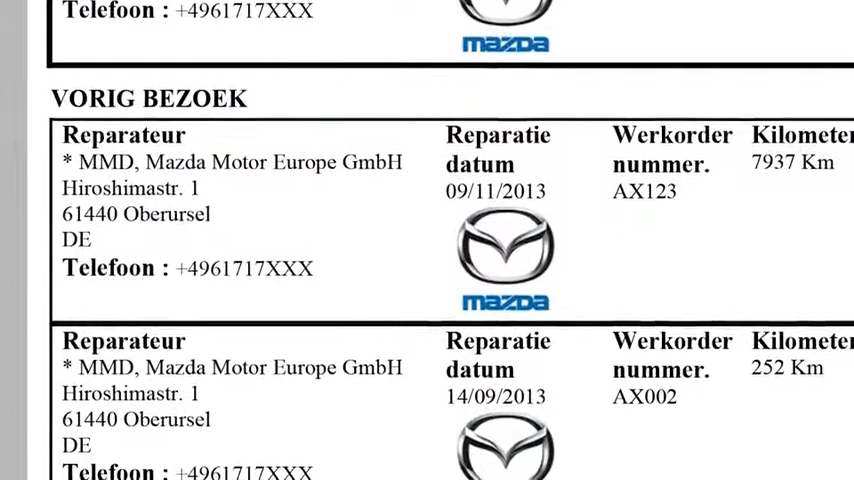 Telefoon : +4961717XXX
mazda
VORIG BEZOEK
Reparateur Reparatie datum Werkorder nummer. Kilometer
* MMD, Mazda Motor Europe GmbH 09/11/2013 AX123 7937 Km
Hiroshimastr. 1
61440 Oberursel
DE
Telefoon : +4961717XXX
mazda
Reparateur Reparatie datum Werkorder nummer. Kilometer
* MMD, Mazda Motor Europe GmbH 14/09/2013 AX002 252 Km
Hiroshimastr. 1
61440 Oberursel
DE
Telefoon : +4961717XXX